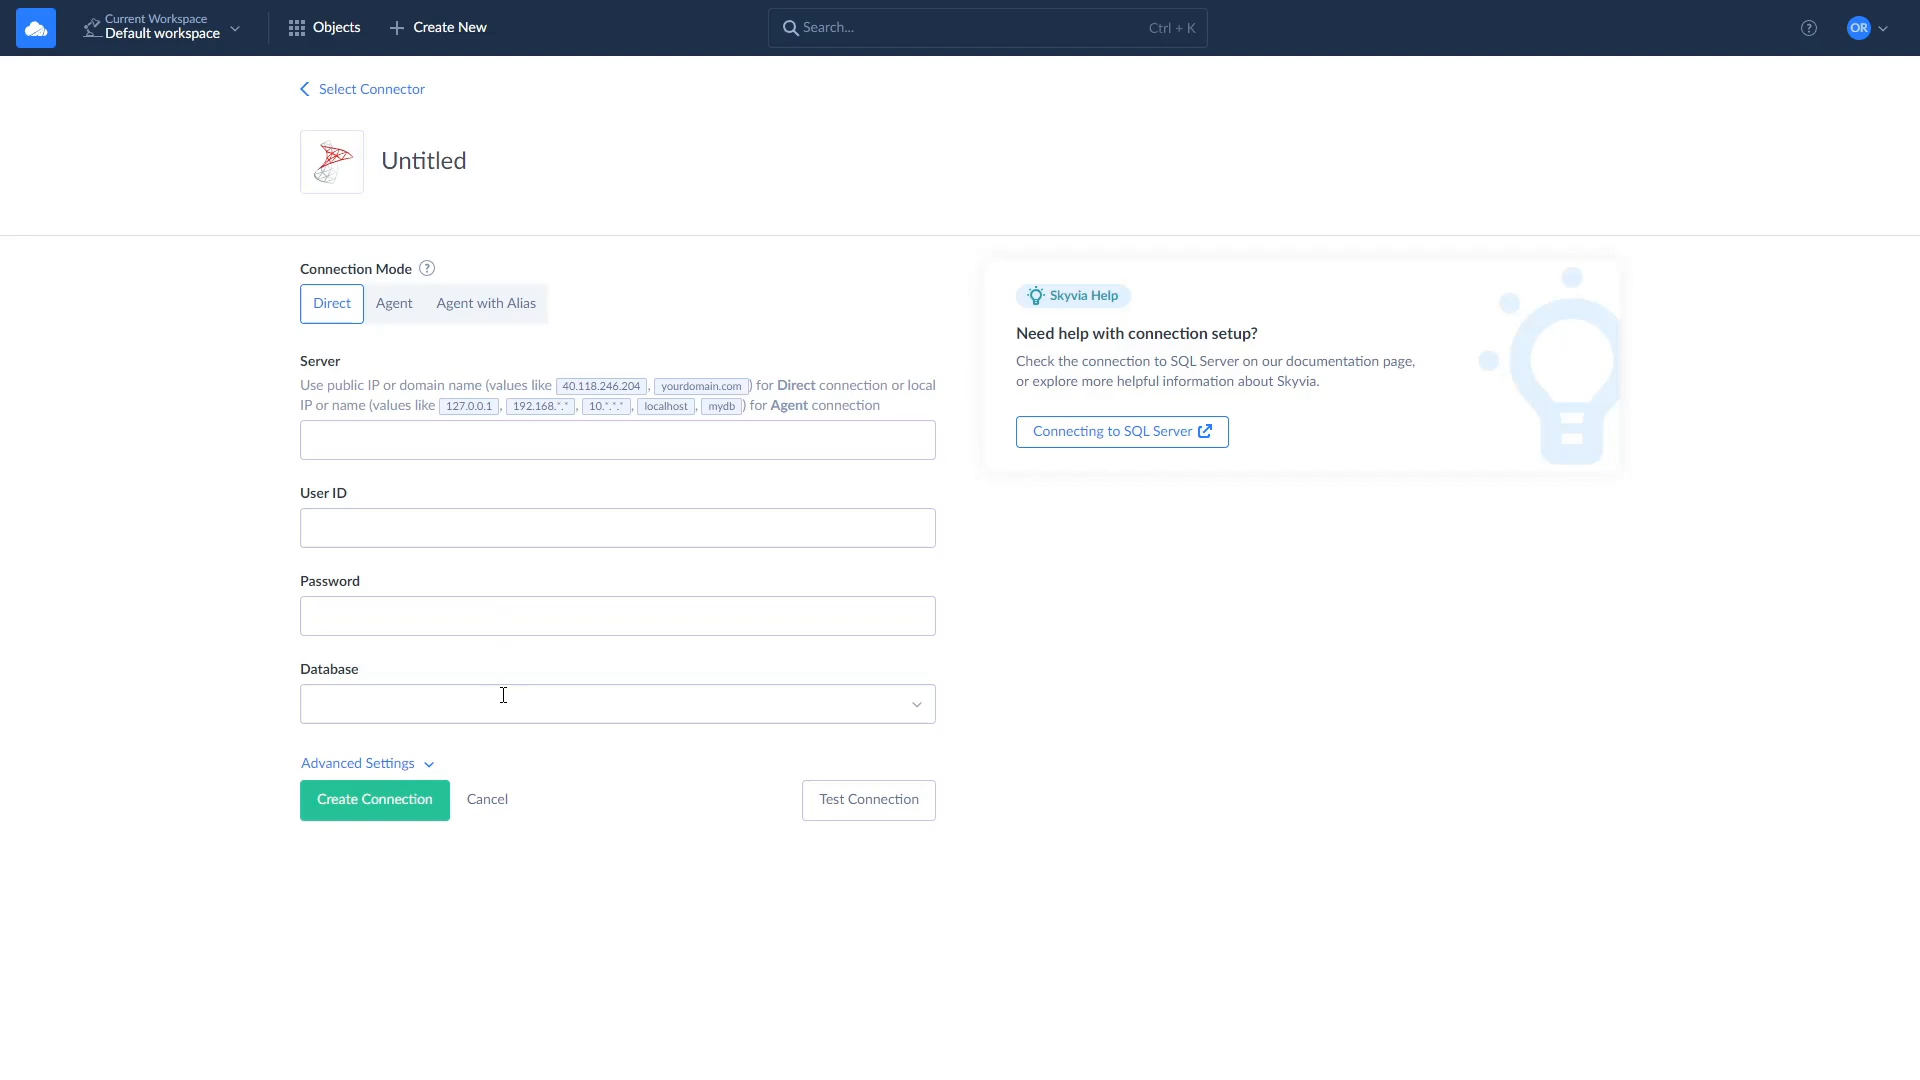 Current Workspace
Default workspace
Objects
Create New
Search...
Ctrl + K
OR
Select Connector
Untitled
Connection Mode
Direct
Agent
Agent with Alias
Server
Use public IP or domain name (values like 40.118.246.204, yourdomain.com) for Direct connection or local
IP or name (values like 127.0.0.1, 192.168.*.*, 10.*.*.*, localhost, mydb) for Agent connection
User ID
Password
Database
Advanced Settings
Create Connection
Cancel
Test Connection
Skyvia Help
Need help with connection setup?
Check the connection to SQL Server on our documentation page,
or explore more helpful information about Skyvia.
Connecting to SQL Server